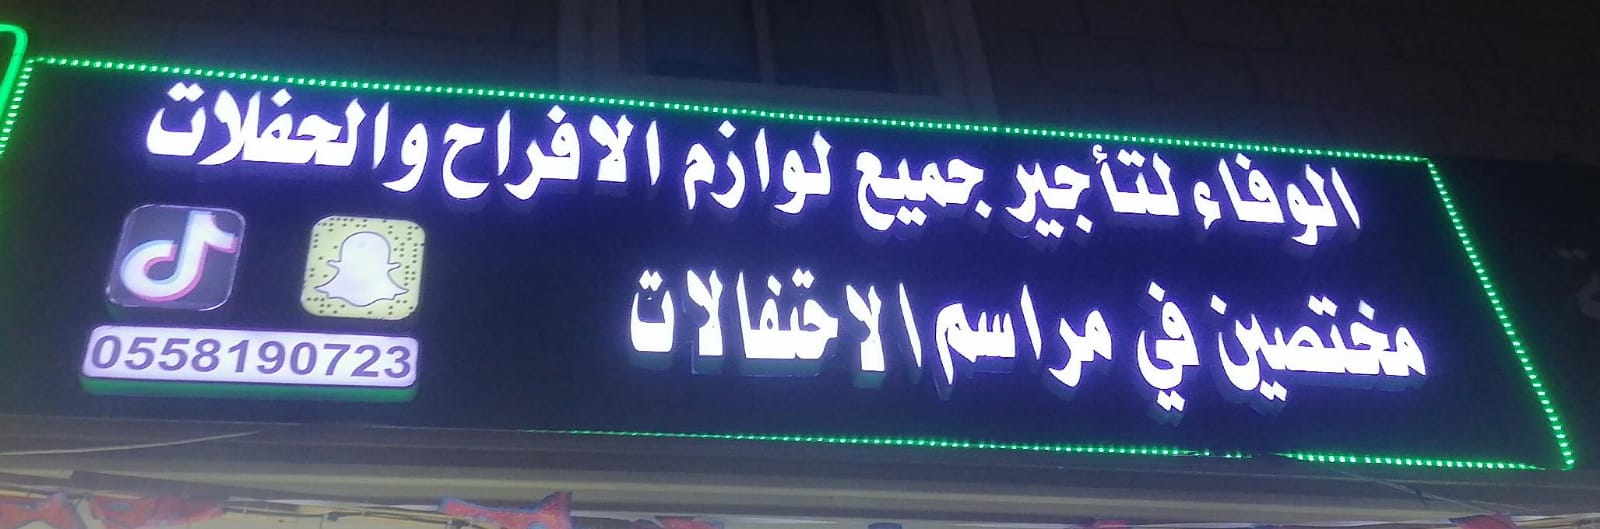 الوفاء لتأجير جميع لوازم الافراح والحفلات
مختصين في مراسم الاحتفالات
0558190723